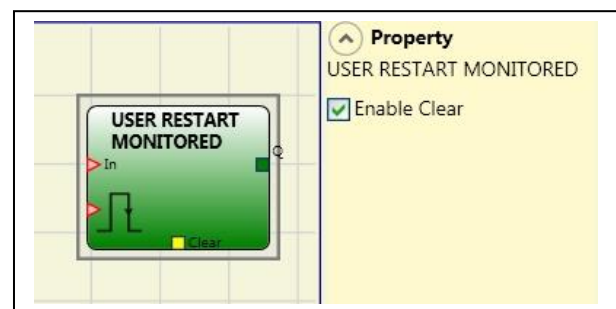 USER RESTART
MONITORED
In
Q
Clear
Property
USER RESTART MONITORED
Enable Clear